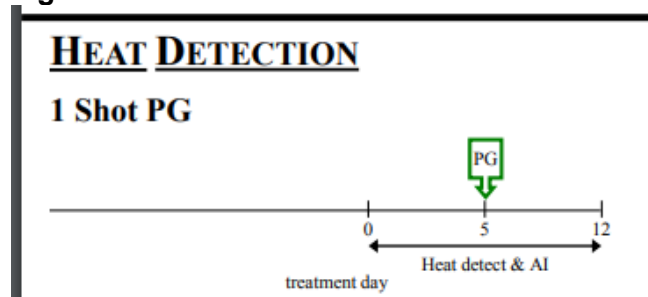 HEAT DETECTION
1 Shot PG
PG
0 5 12
Heat detect & AI
treatment day